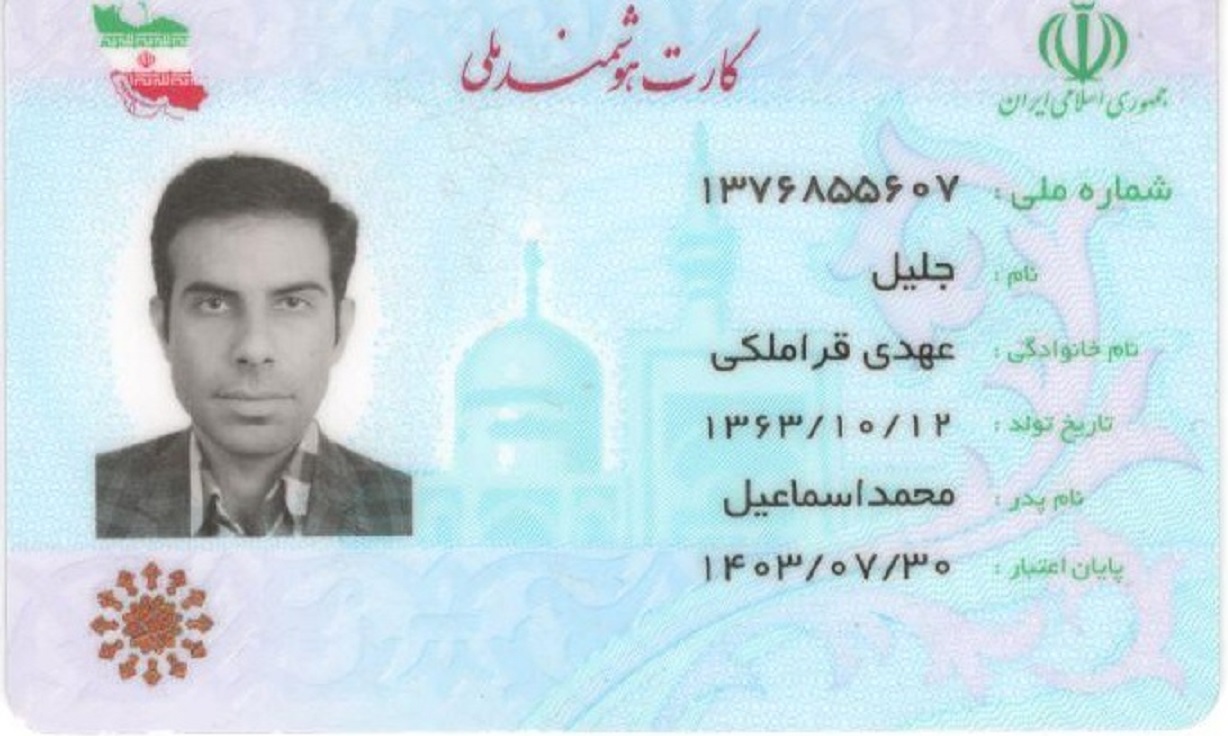 کارت هوشمند ملی
جمهوری اسلامی ایران
شماره ملی : ۱۳۷۶۸۵۵۶۰۷
نام : جلیل
نام خانوادگی : عهدی قراملکی
تاریخ تولد : ۱۳۶۳/۱۰/۱۲
نام پدر : محمداسماعیل
پایان اعتبار : ۱۴۰۳/۰۷/۳۰